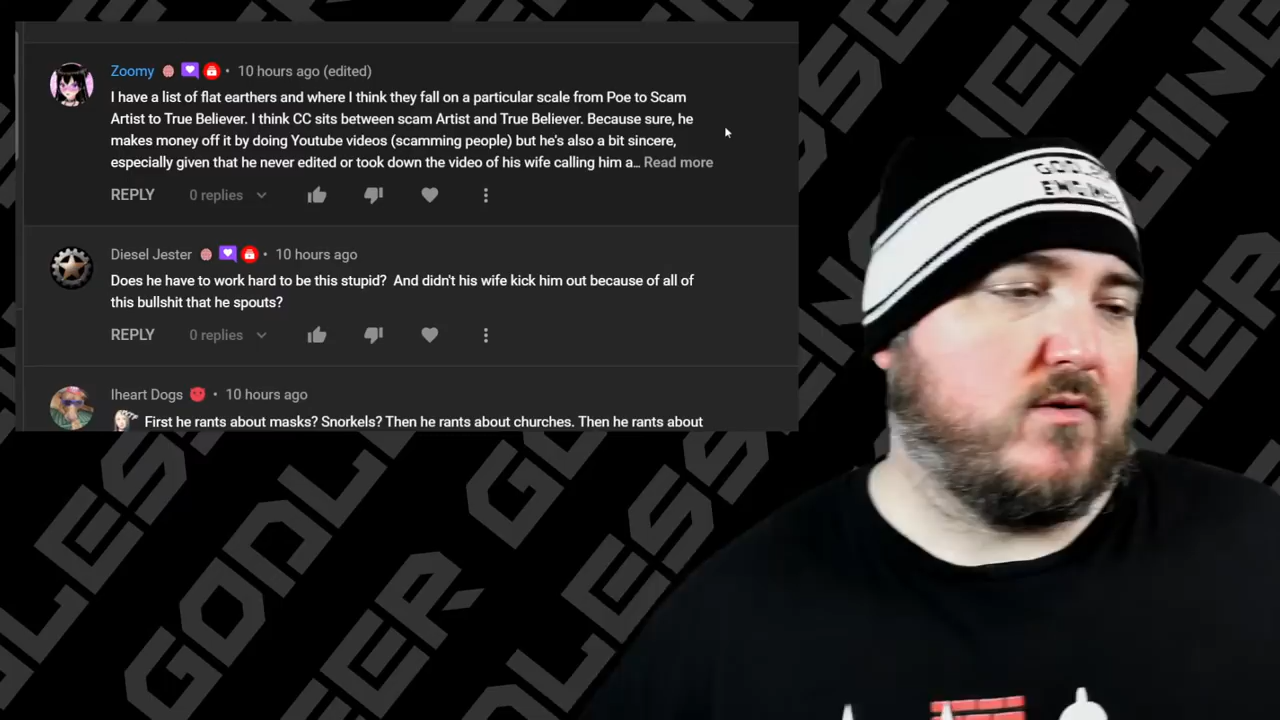 Zoomy • 10 hours ago (edited)
I have a list of flat earthers and where I think they fall on a particular scale from Poe to Scam
Artist to True Believer. I think CC sits between scam Artist and True Believer. Because sure, he
makes money off it by doing Youtube videos (scamming people) but he's also a bit sincere,
especially given that he never edited or took down the video of his wife calling him a... Read more
REPLY 0 replies
Diesel Jester • 10 hours ago
Does he have to work hard to be this stupid? And didn't his wife kick him out because of all of
this bullshit that he spouts?
REPLY 0 replies
Iheart Dogs • 10 hours ago
First he rants about masks? Snorkels? Then he rants about churches. Then he rants about